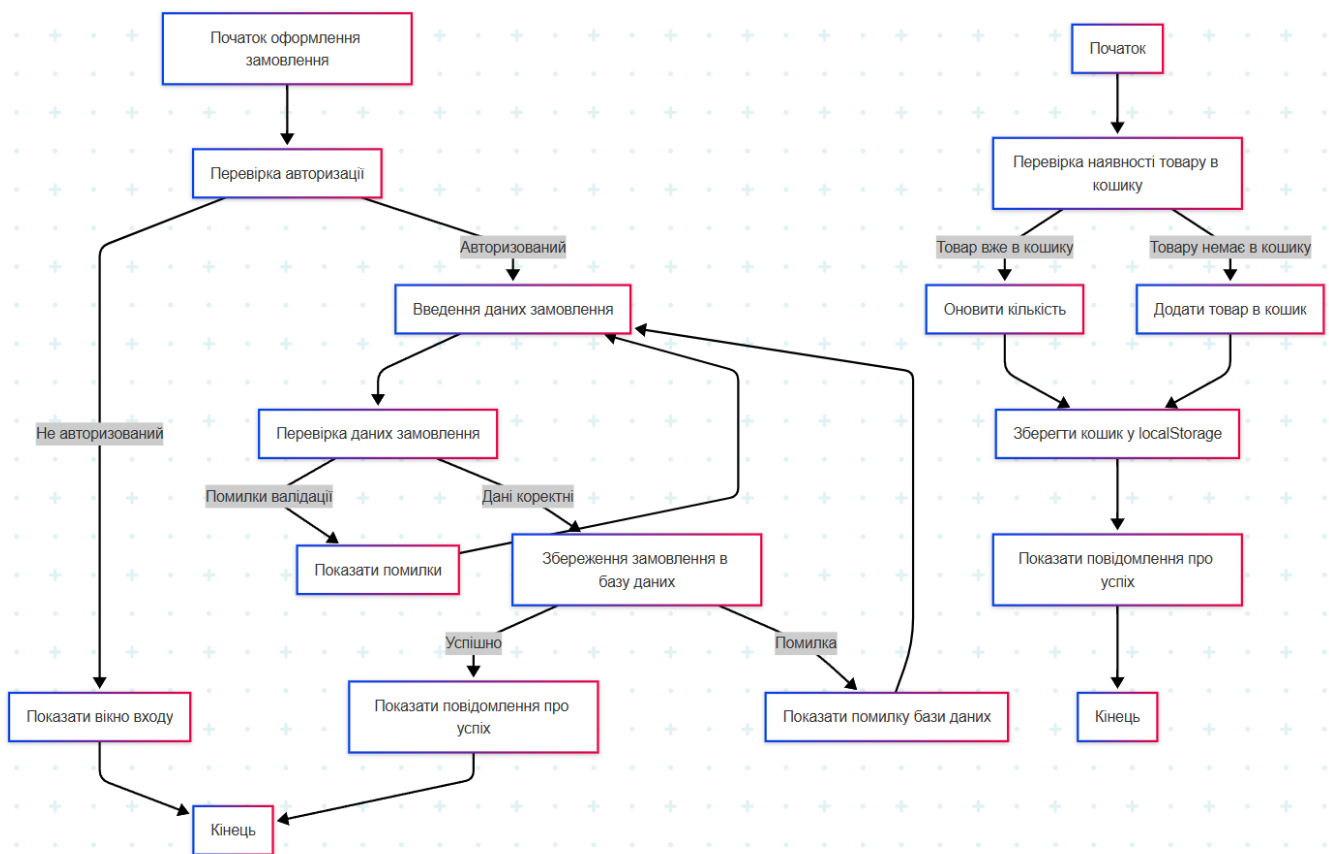 Початок оформлення
замовлення
Перевірка авторизації
Авторизований
Введення даних замовлення
Не авторизований
Перевірка даних замовлення
Помилки валідації
Дані коректні
Показати помилки
Збереження замовлення в
базу даних
Успішно
Помилка
Показати вікно входу
Показати повідомлення про
успіх
Показати помилку бази даних
Кінець
Початок
Перевірка наявності товару в
кошику
Товар вже в кошику
Товару немає в кошику
Оновити кількість
Додати товар в кошик
Зберегти кошик у localStorage
Показати повідомлення про
успіх
Кінець